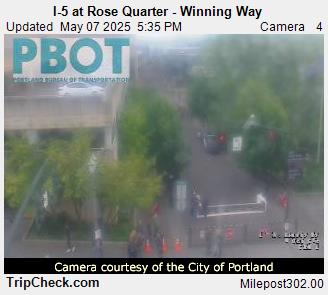 I-5 at Rose Quarter - Winning Way
Updated May 07 2025 5:35 PM Camera 4
PBOT
PORTLAND BUREAU OF TRANSPORTATION
Camera courtesy of the City of Portland
TripCheck.com Milepost302.00